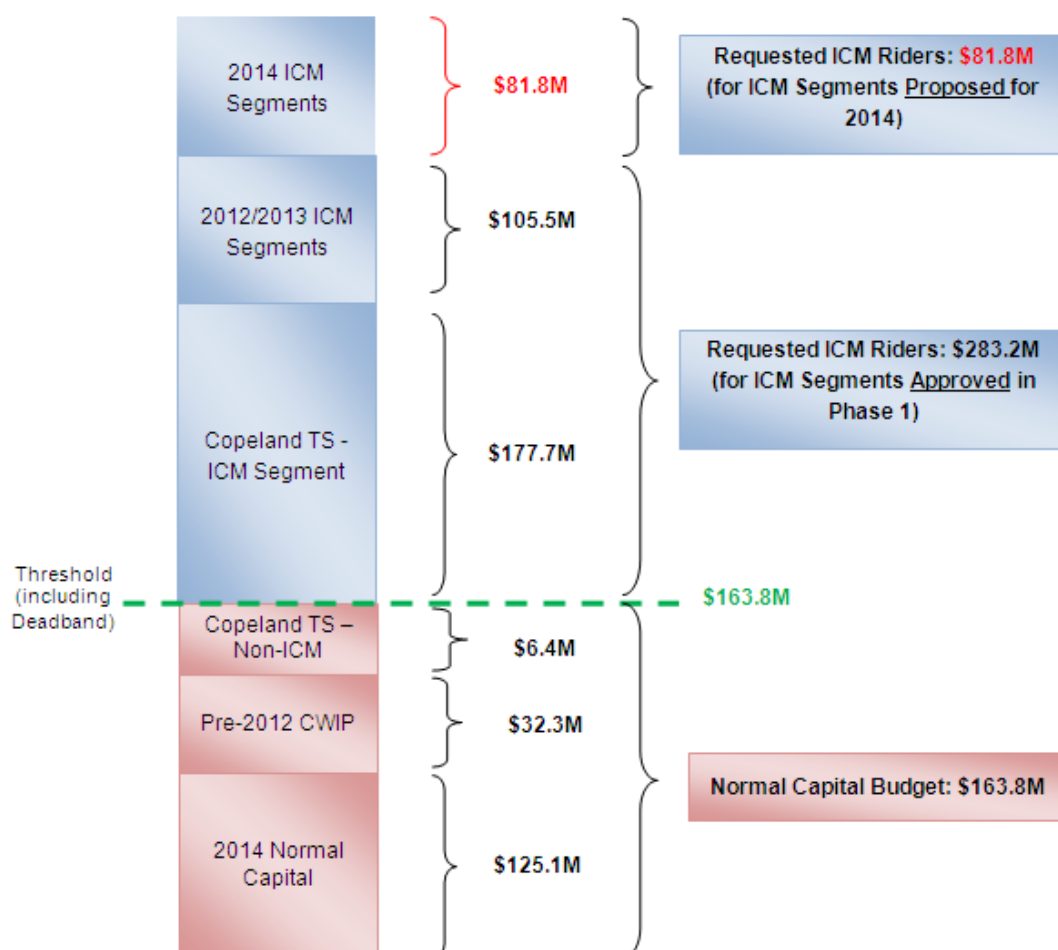 2014 ICM
Segments
$81.8M
Requested ICM Riders: $81.8M
(for ICM Segments Proposed for
2014)
2012/2013 ICM
Segments
$105.5M
Requested ICM Riders: $283.2M
(for ICM Segments Approved in
Phase 1)
Copeland TS -
ICM Segment
$177.7M
Threshold
(including
Deadband)
$163.8M
Copeland TS –
Non-ICM
$6.4M
Pre-2012 CWIP
$32.3M
Normal Capital Budget: $163.8M
2014 Normal
Capital
$125.1M